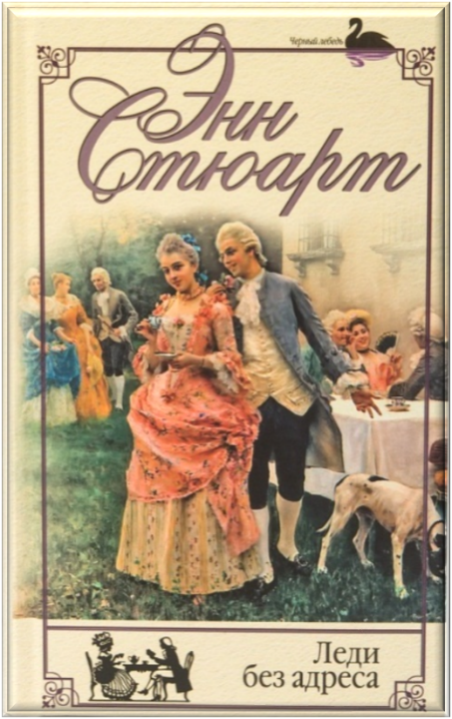 Черный лебедь
Энн
Стюарт
Леди
без адреса